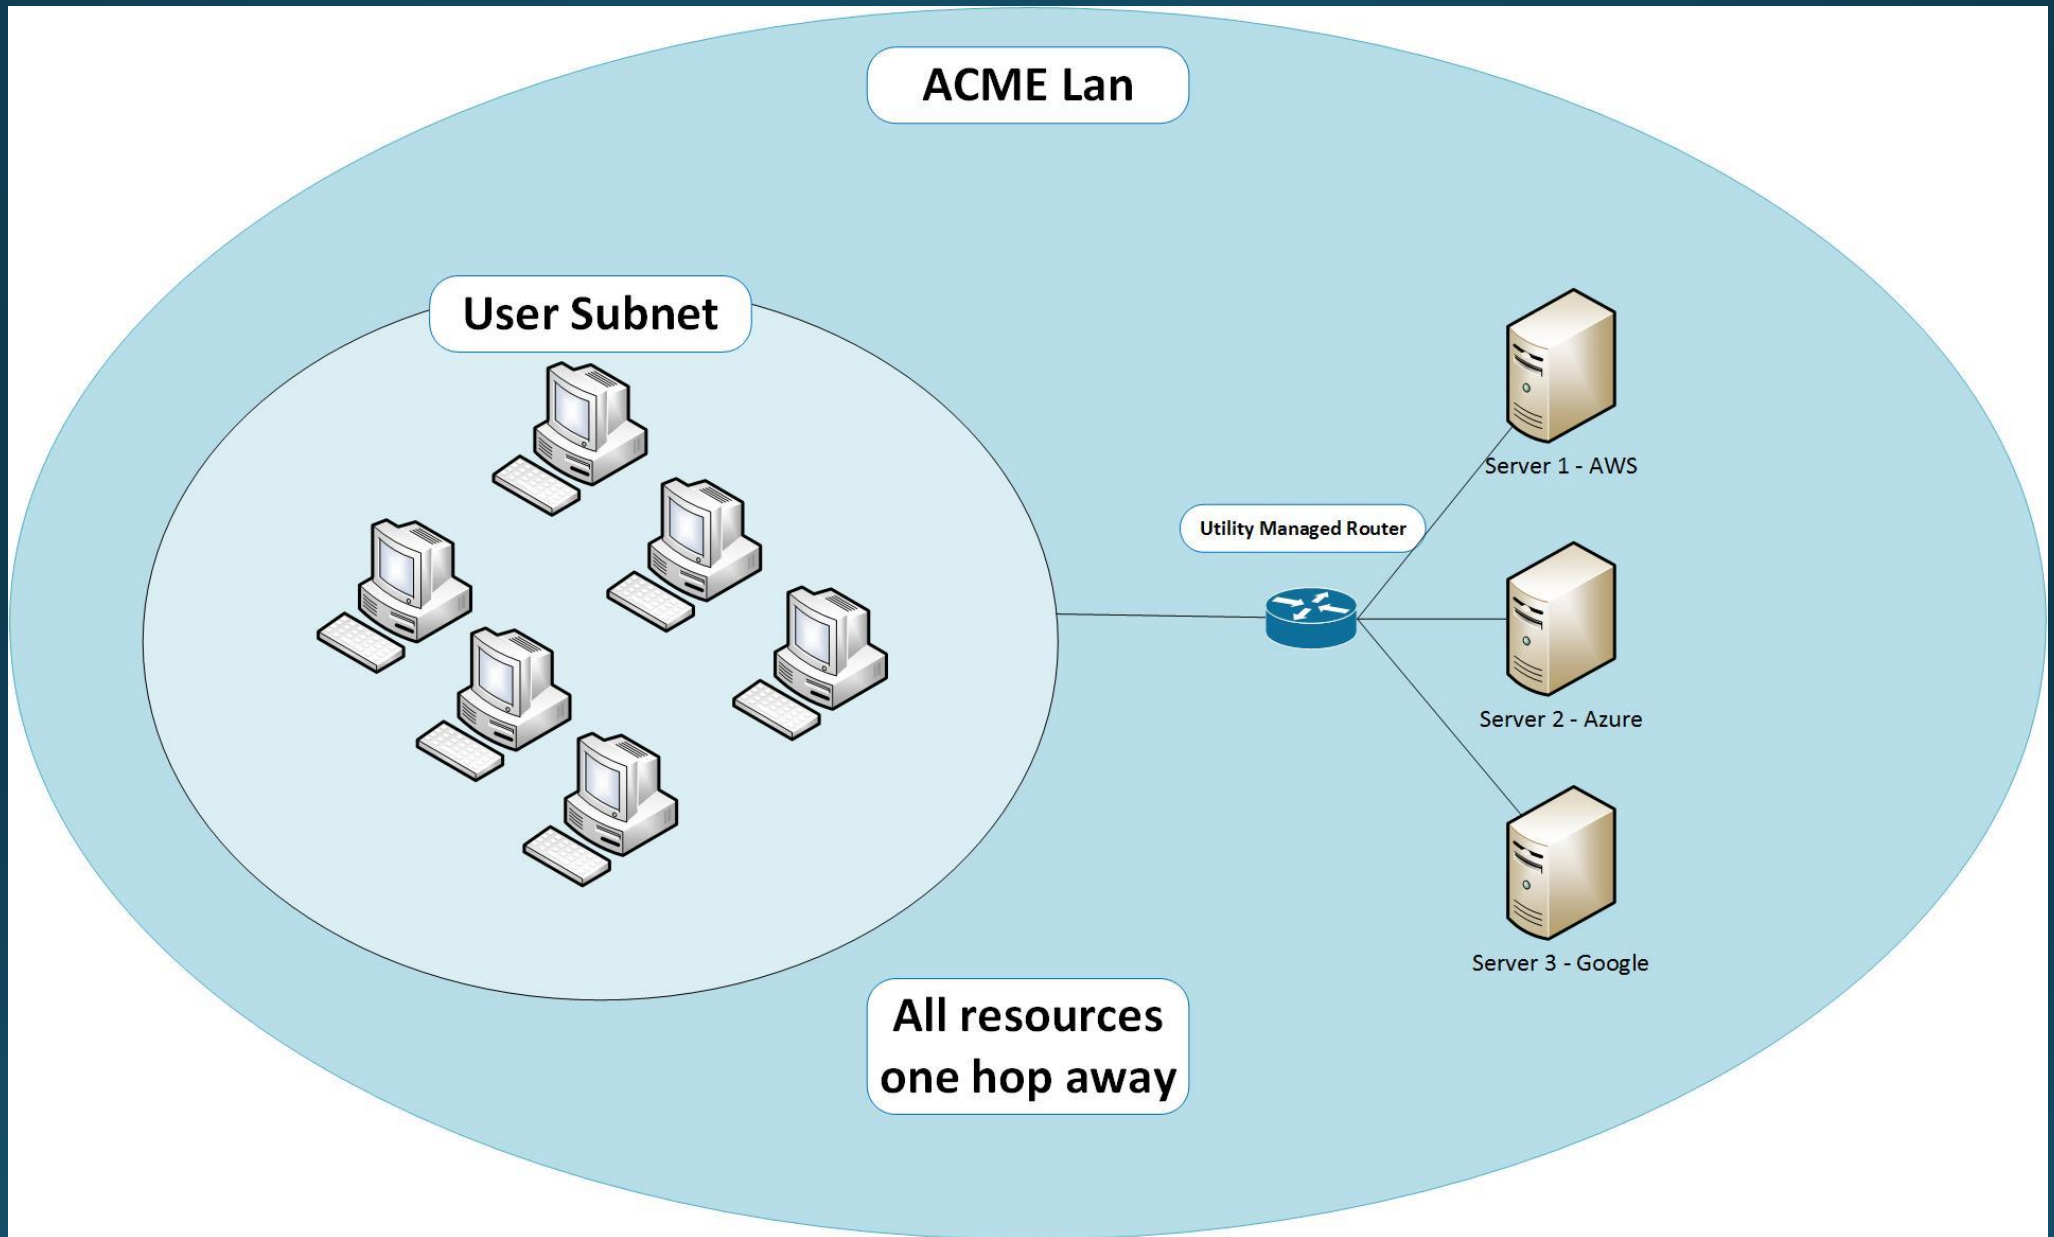 ACME Lan
User Subnet
Server 1 - AWS
Utility Managed Router
Server 2 - Azure
Server 3 - Google
All resources
one hop away